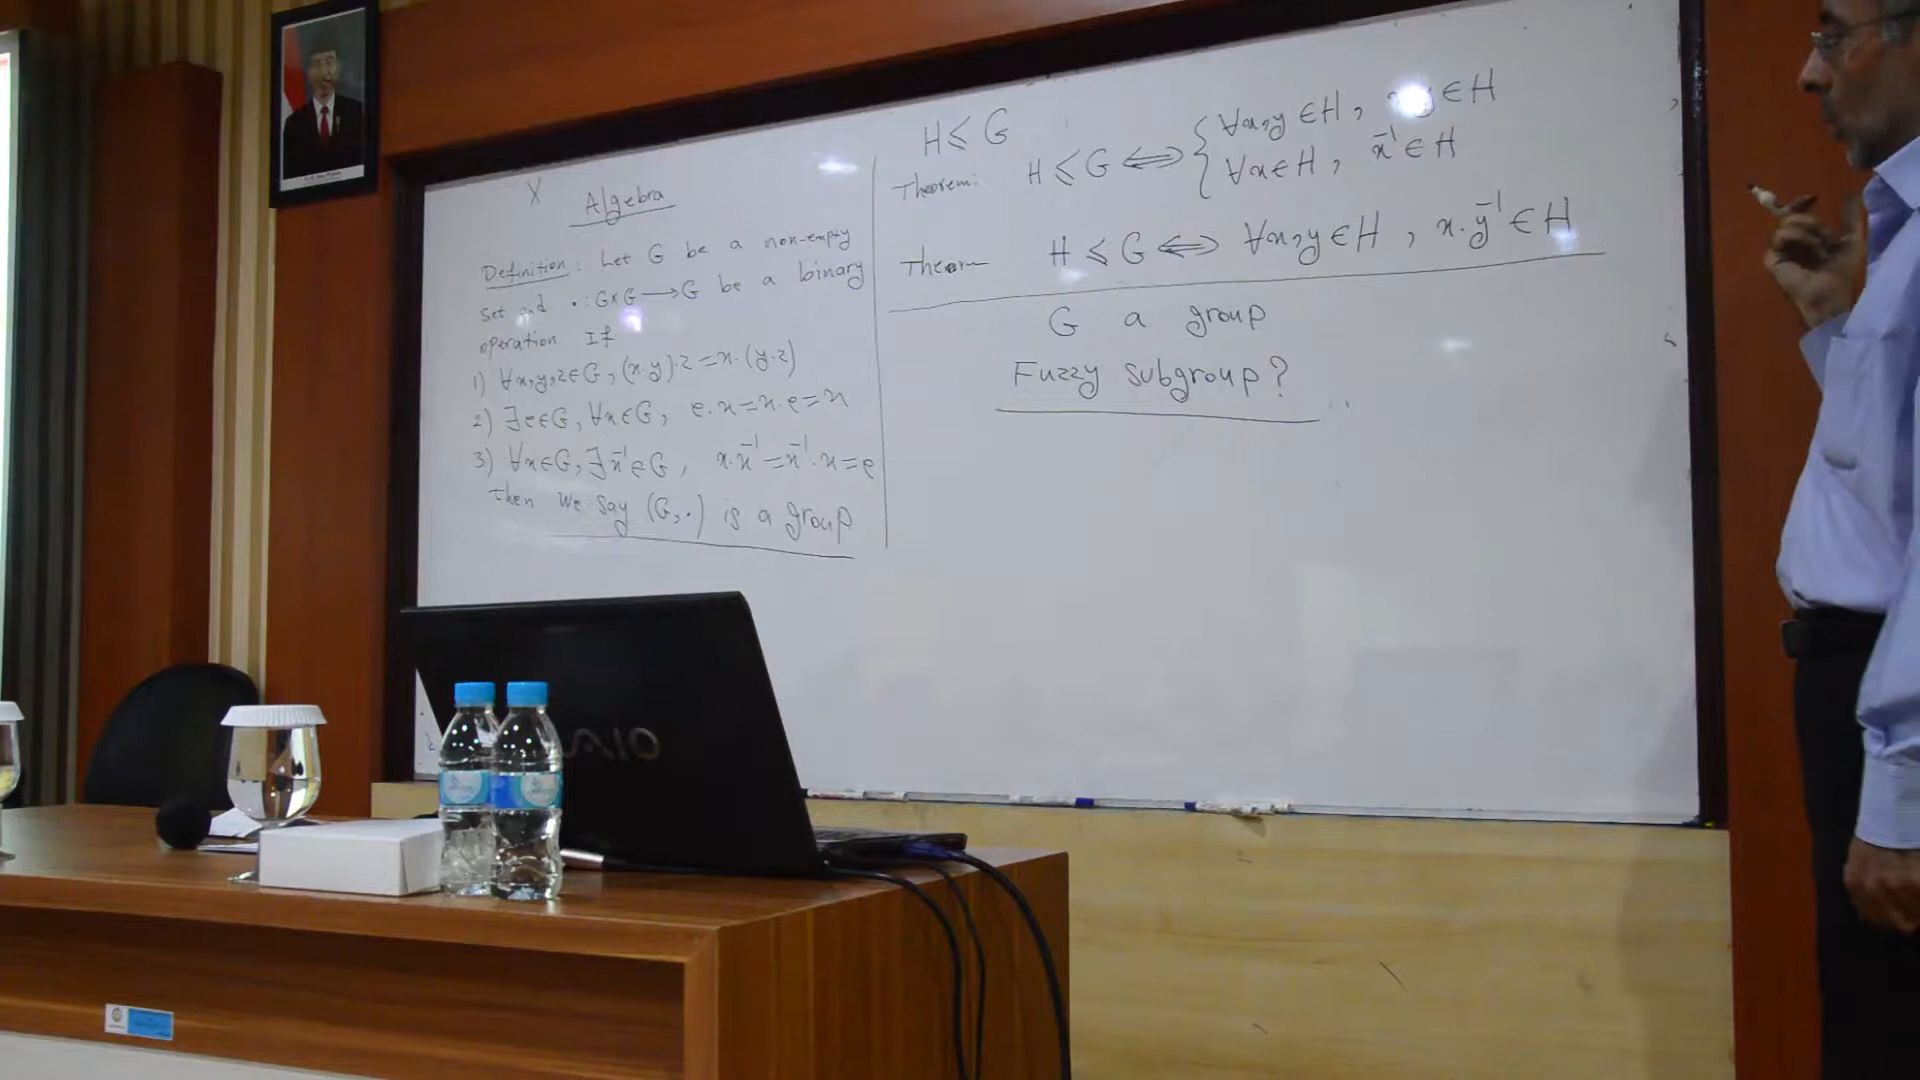 X Algebra
Definition: Let G be a non-empty
set and • : G×G ⟶ G be a binary
operation If
1) ∀x,y,z∈G, (x·y)·z=x·(y·z)
2) ∃e∈G, ∀x∈G, e.x=x.e=x
3) ∀x∈G, ∃x⁻¹∈G, x.x⁻¹=x⁻¹.x=e
then we say (G,·) is a group
H⩽G
Theorem: H⩽G ⟺ { ∀x,y∈H, x.y∈H
∀x∈H, x⁻¹∈H
Theorem H⩽G ⟺ ∀x,y∈H, x.y⁻¹∈H
G a group
Fuzzy subgroup?
VAIO